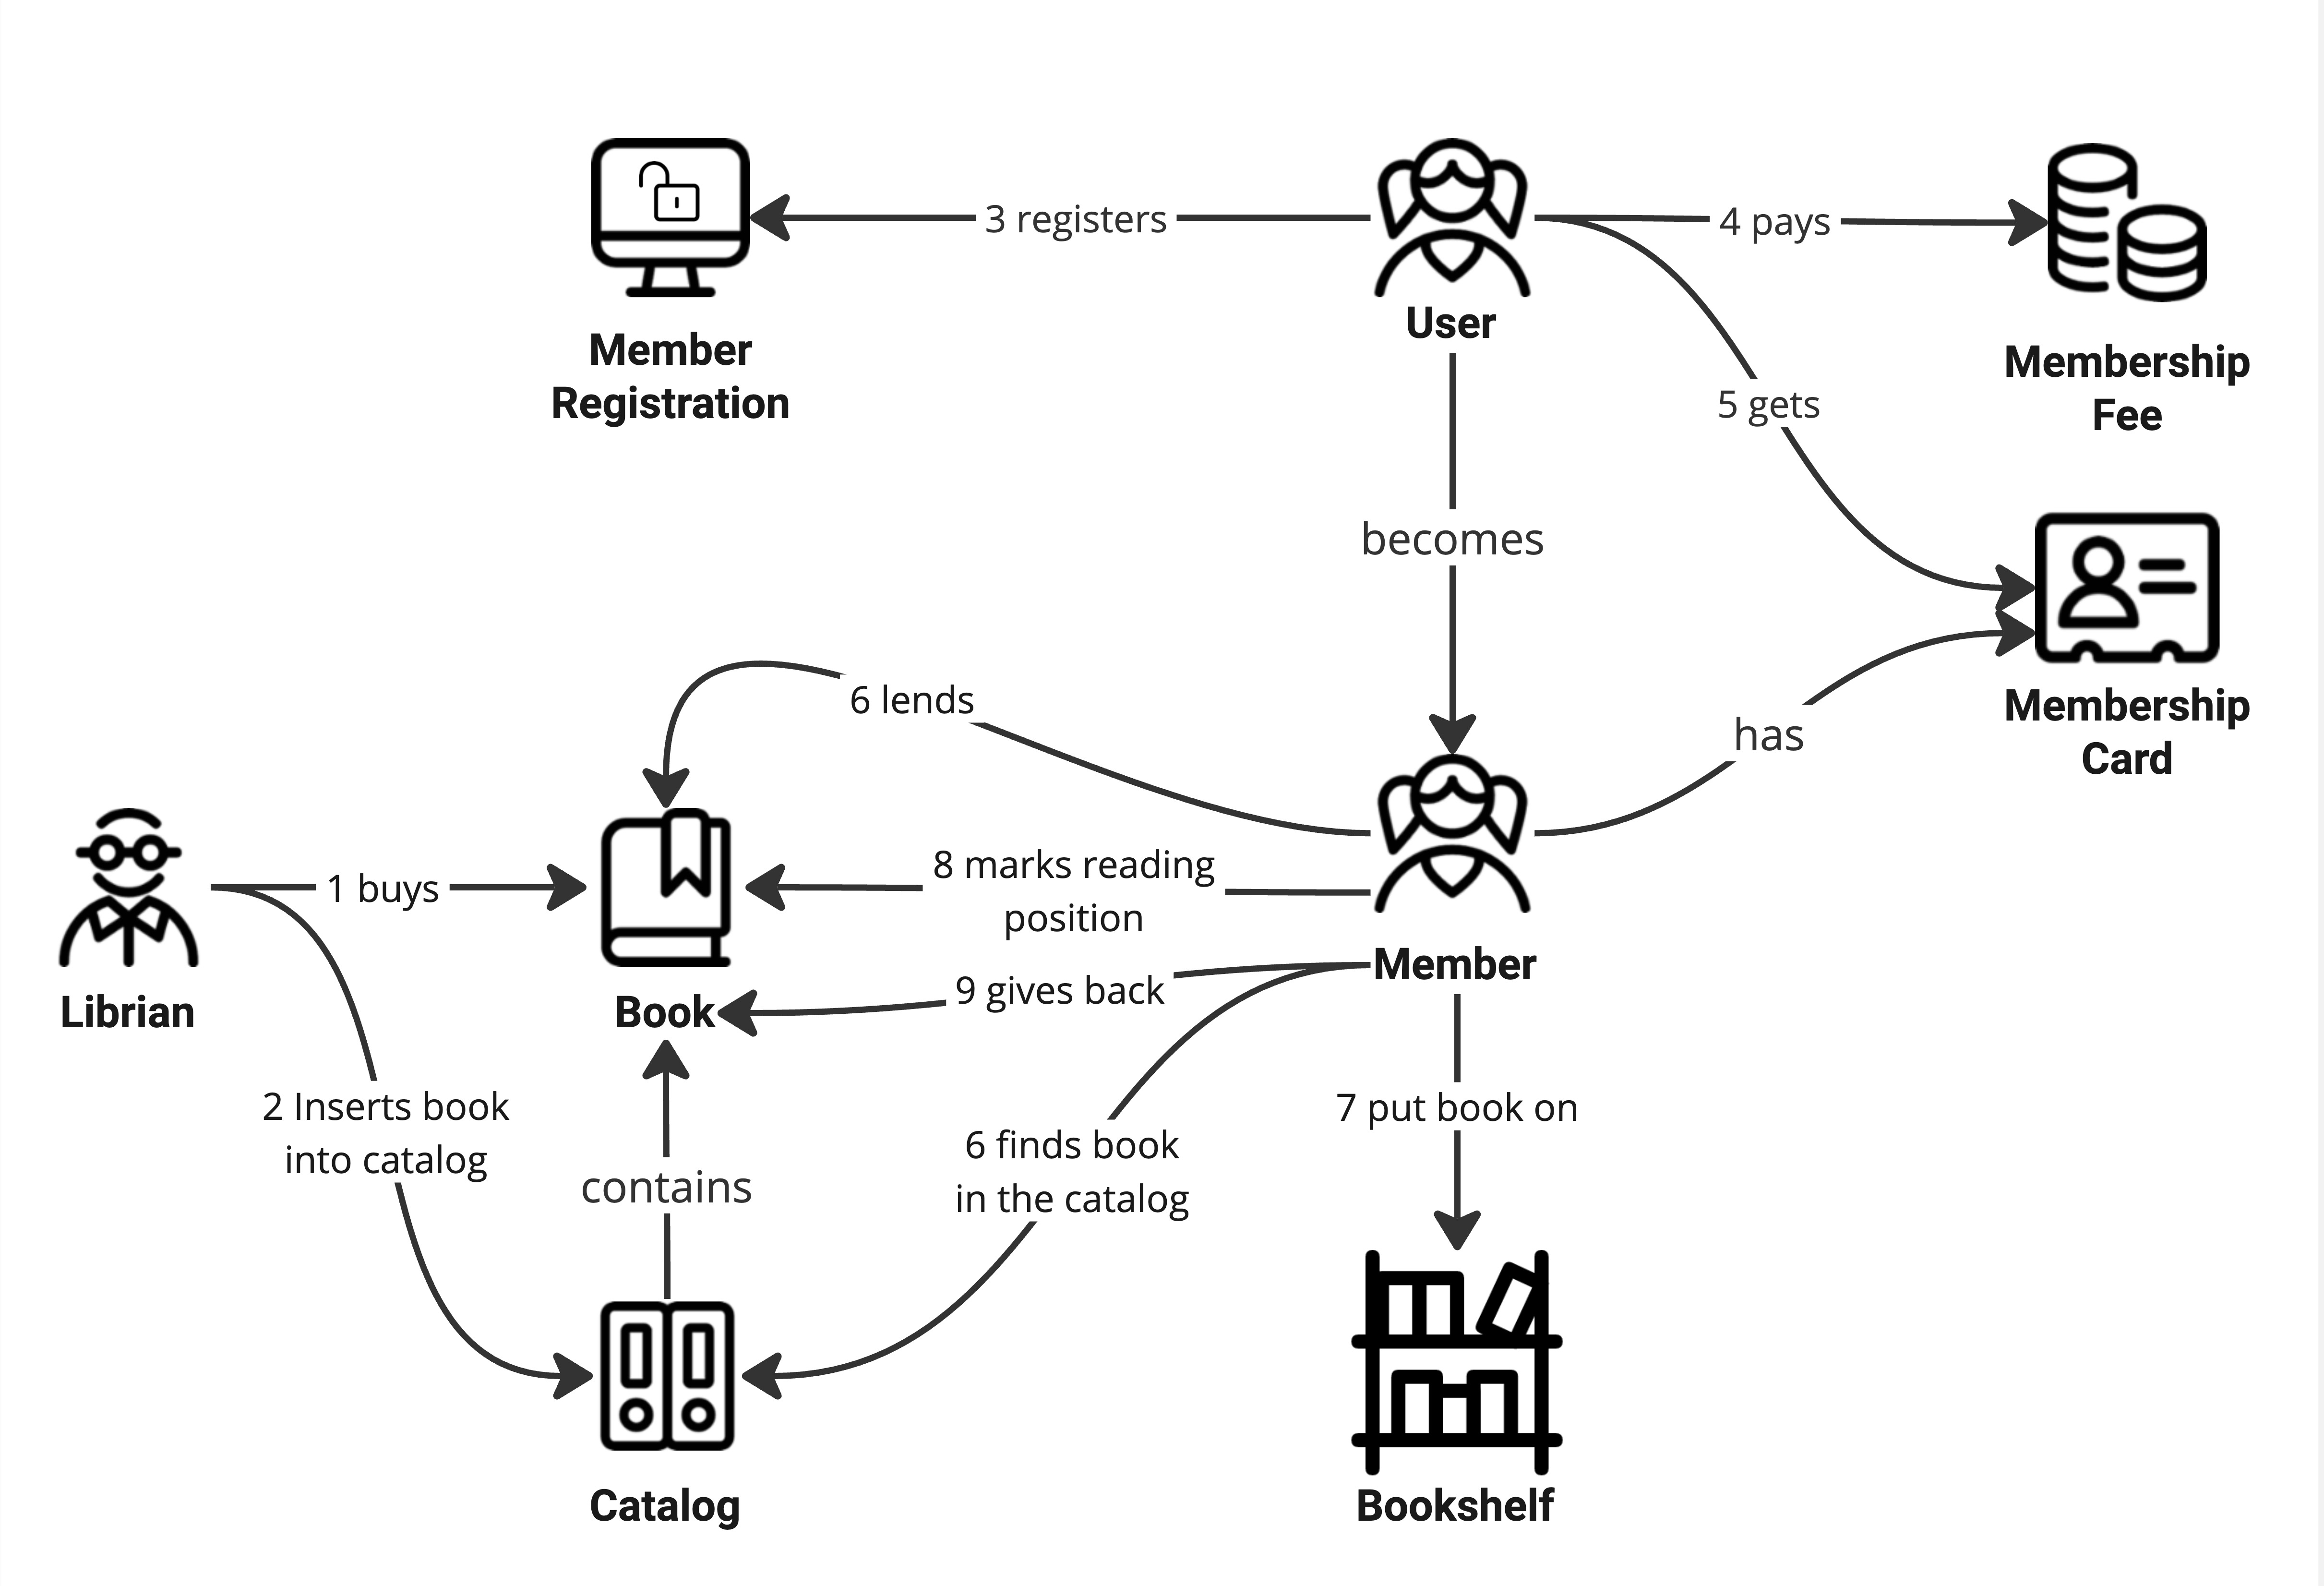 3 registers
4 pays
User
Member
Registration
Membership
Fee
5 gets
becomes
6 lends
has
Membership
Card
1 buys
8 marks reading
position
Member
9 gives back
Librian
Book
2 Inserts book
into catalog
7 put book on
6 finds book
in the catalog
contains
Catalog
Bookshelf